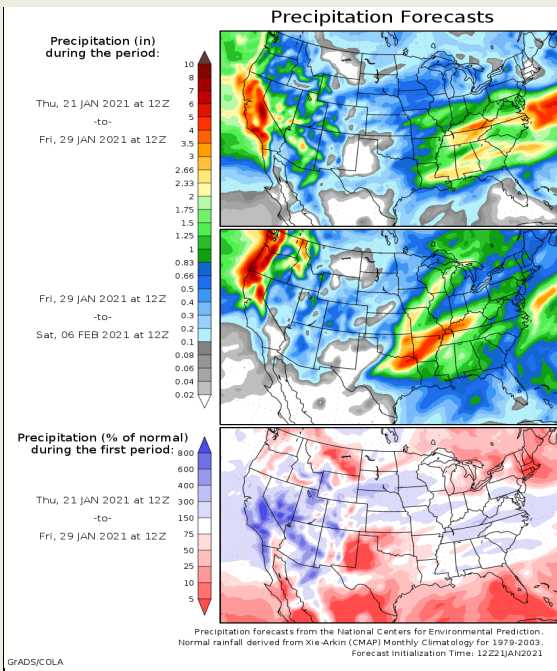 Precipitation Forecasts
Precipitation (in)
during the period:
Thu, 21 JAN 2021 at 12Z
-to-
Fri, 29 JAN 2021 at 12Z
10
8
7
6
5
4
3.5
3
2.66
2.33
2
1.75
1.5
1.25
1
0.83
0.66
0.5
0.4
0.3
0.2
0.1
0.08
0.06
0.04
0.02
Fri, 29 JAN 2021 at 12Z
-to-
Sat, 06 FEB 2021 at 12Z
Precipitation (% of normal)
during the first period:
Thu, 21 JAN 2021 at 12Z
-to-
Fri, 29 JAN 2021 at 12Z
800
600
400
300
150
75
50
25
10
5
Precipitation forecasts from the National Centers for Environmental Prediction.
Normal rainfall derived from Xie-Arkin (CMAP) Monthly Climatology for 1979-2003.
Forecast Initialization Time: 12Z21JAN2021
GrADS/COLA